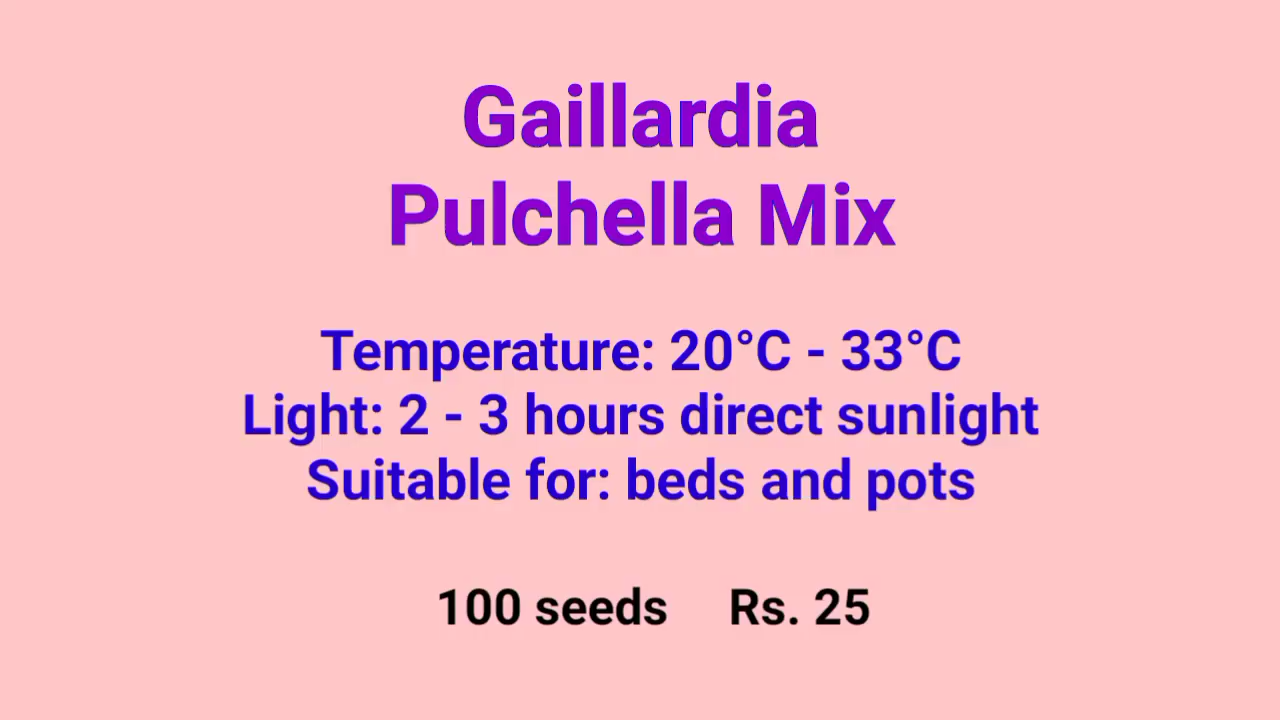 Gaillardia
Pulchella Mix
Temperature: 20°C - 33°C
Light: 2 - 3 hours direct sunlight
Suitable for: beds and pots
100 seeds Rs. 25